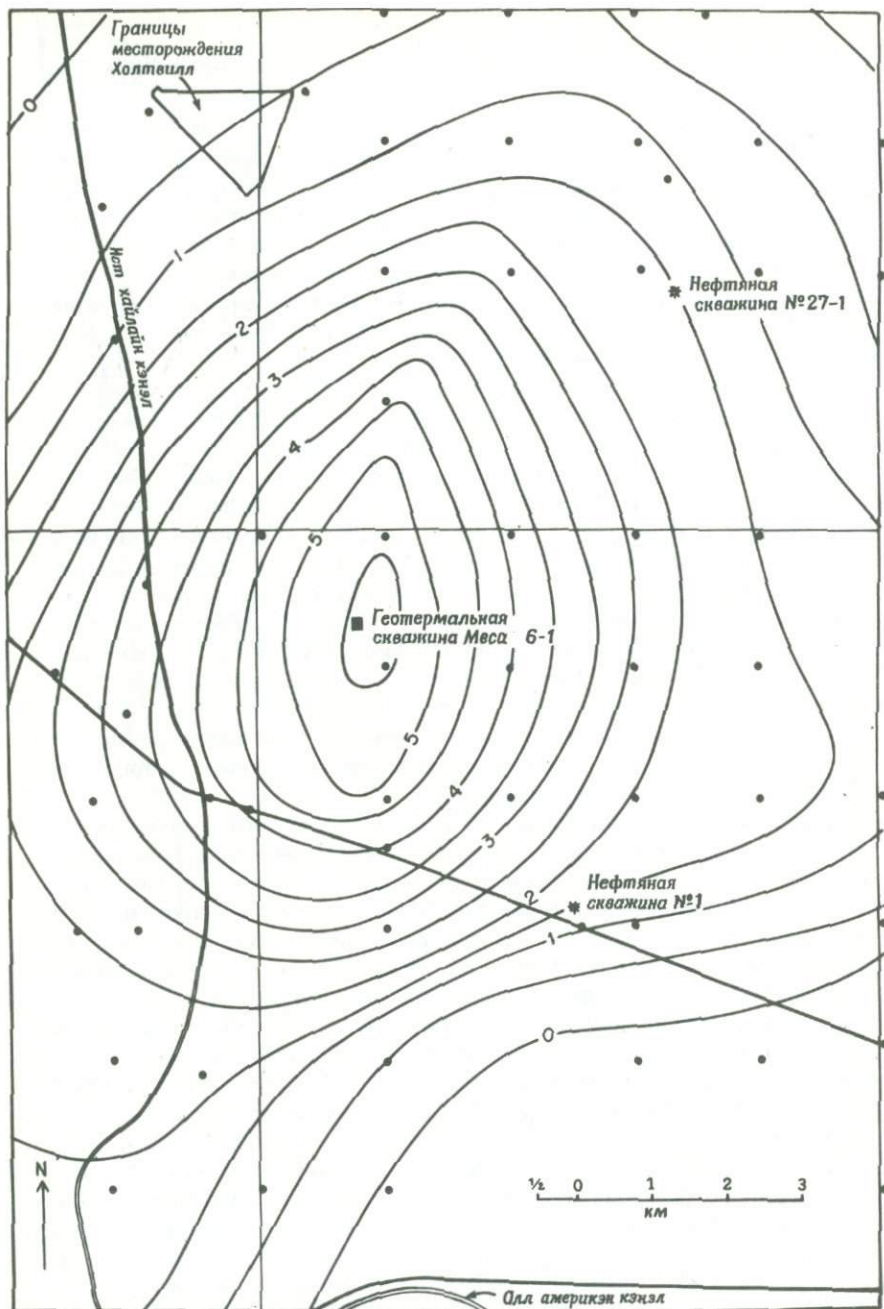 Границы
месторождения
Холтвилл
0
1
Ист хайлайн кэнэл
2
3
4
5
Нефтяная
скважина №27-1
Геотермальная
скважина Меса 6-1
5
4
3
2
Нефтяная
скважина №1
1
0
N
½ 0 1 2 3
км
Алл америкэн кэнэл